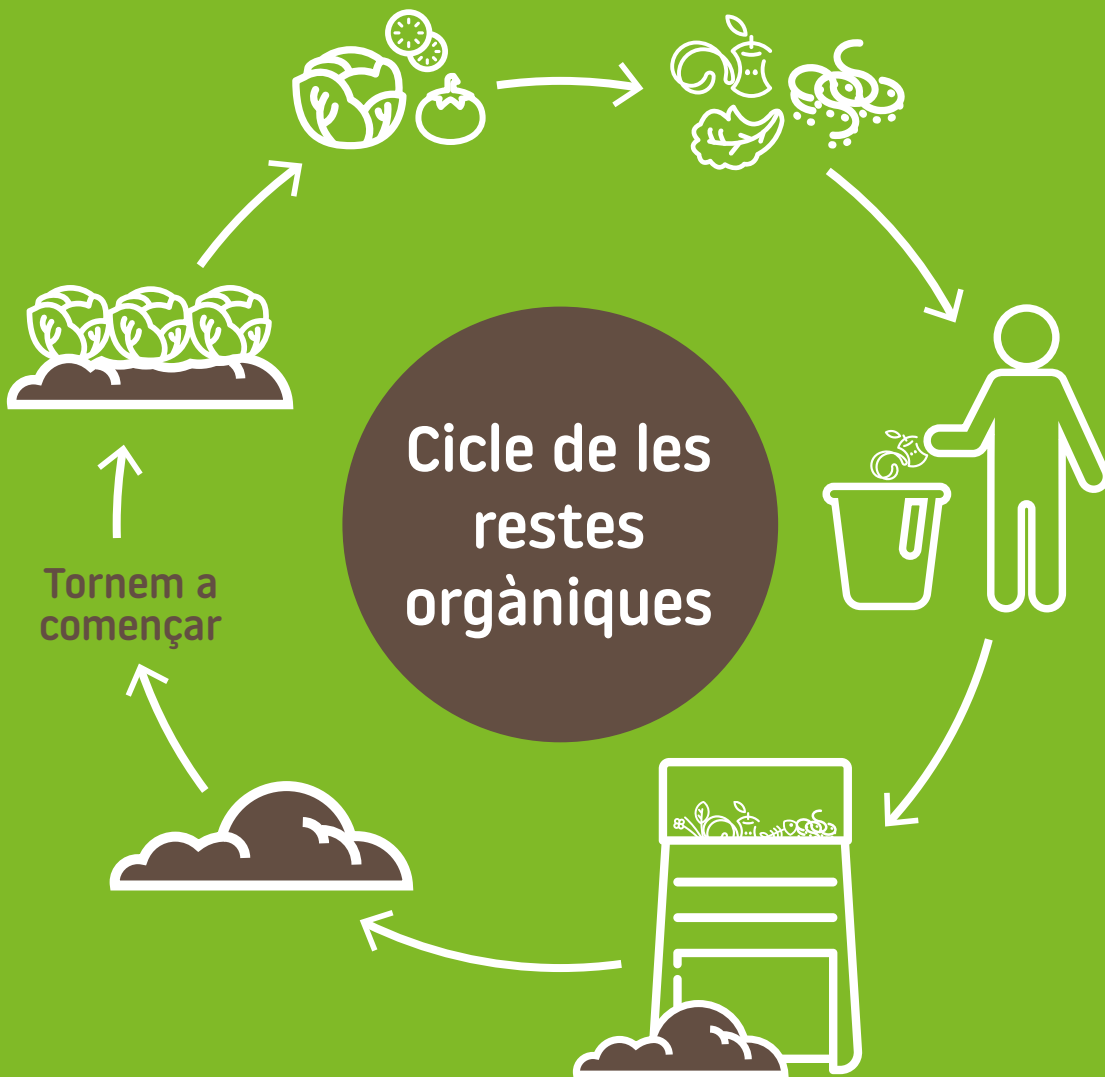 Cicle de les
restes
orgàniques
Tornem a
començar